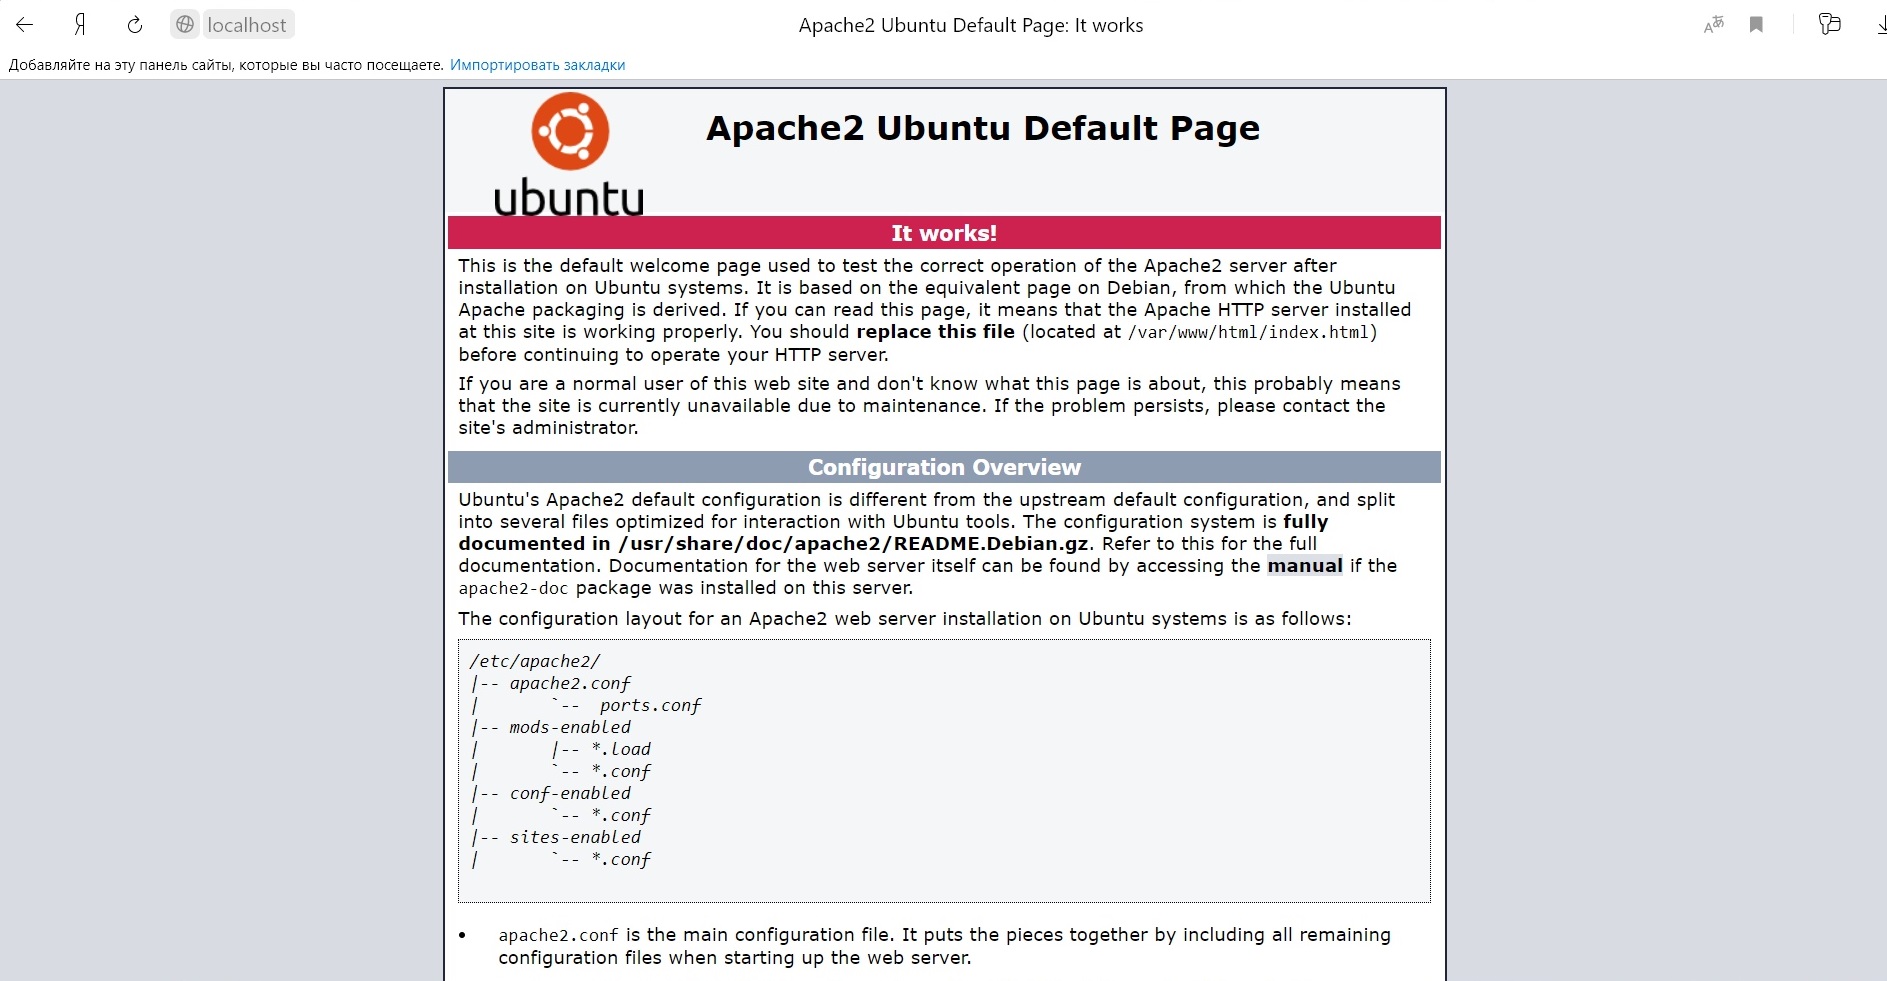 Я localhost Apache2 Ubuntu Default Page: It works
Добавляйте на эту панель сайты, которые вы часто посещаете. Импортировать закладки
Apache2 Ubuntu Default Page
ubuntu
It works!
This is the default welcome page used to test the correct operation of the Apache2 server after
installation on Ubuntu systems. It is based on the equivalent page on Debian, from which the Ubuntu
Apache packaging is derived. If you can read this page, it means that the Apache HTTP server installed
at this site is working properly. You should replace this file (located at /var/www/html/index.html)
before continuing to operate your HTTP server.
If you are a normal user of this web site and don't know what this page is about, this probably means
that the site is currently unavailable due to maintenance. If the problem persists, please contact the
site's administrator.
Configuration Overview
Ubuntu's Apache2 default configuration is different from the upstream default configuration, and split
into several files optimized for interaction with Ubuntu tools. The configuration system is fully
documented in /usr/share/doc/apache2/README.Debian.gz. Refer to this for the full
documentation. Documentation for the web server itself can be found by accessing the manual if the
apache2-doc package was installed on this server.
The configuration layout for an Apache2 web server installation on Ubuntu systems is as follows:
/etc/apache2/
|-- apache2.conf
|       `--  ports.conf
|-- mods-enabled
|       |-- *.load
|       `-- *.conf
|-- conf-enabled
|       `-- *.conf
|-- sites-enabled
|       `-- *.conf
• apache2.conf is the main configuration file. It puts the pieces together by including all remaining
configuration files when starting up the web server.